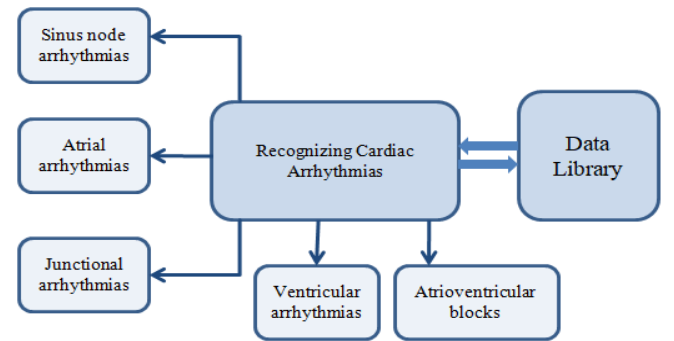 Sinus node
arrhythmias
Atrial
arrhythmias
Junctional
arrhythmias
Recognizing Cardiac
Arrhythmias
Data
Library
Ventricular
arrhythmias
Atrioventricular
blocks